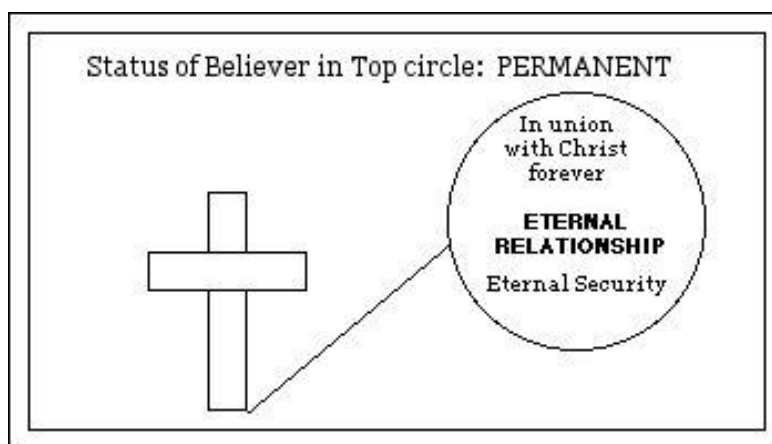 Status of Believer in Top circle: PERMANENT
In union
with Christ
forever
ETERNAL
RELATIONSHIP
Eternal Security